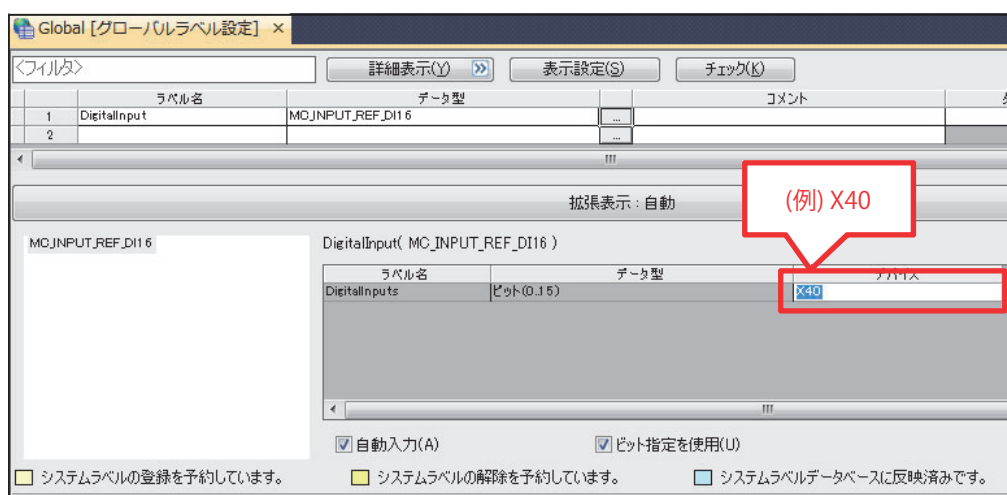 Global [グローバルラベル設定] ×
<フィルタ> 詳細表示(Y) 表示設定(S) チェック(K)
ラベル名 データ型 コメント
1 DigitalInput MC_INPUT_REF_DI16 ...
2 ...
拡張表示:自動
(例) X40
MC_INPUT_REF_DI16 DigitalInput( MC_INPUT_REF_DI16 )
ラベル名 データ型 デバイス
DigitalInputs ビット(0..15) X40
自動入力(A) ビット指定を使用(U)
システムラベルの登録を予約しています。 システムラベルの解除を予約しています。 システムラベルデータベースに反映済みです。